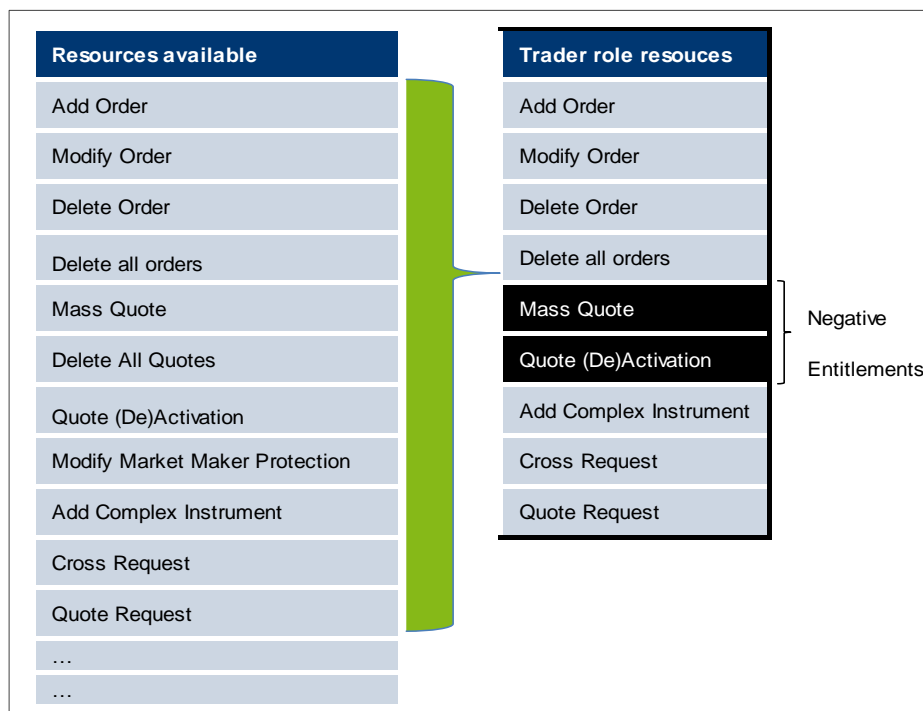 Resources available
Add Order
Modify Order
Delete Order
Delete all orders
Mass Quote
Delete All Quotes
Quote (De)Activation
Modify Market Maker Protection
Add Complex Instrument
Cross Request
Quote Request
…
…
Trader role resouces
Add Order
Modify Order
Delete Order
Delete all orders
Mass Quote
Quote (De)Activation
Add Complex Instrument
Cross Request
Quote Request
Negative
Entitlements